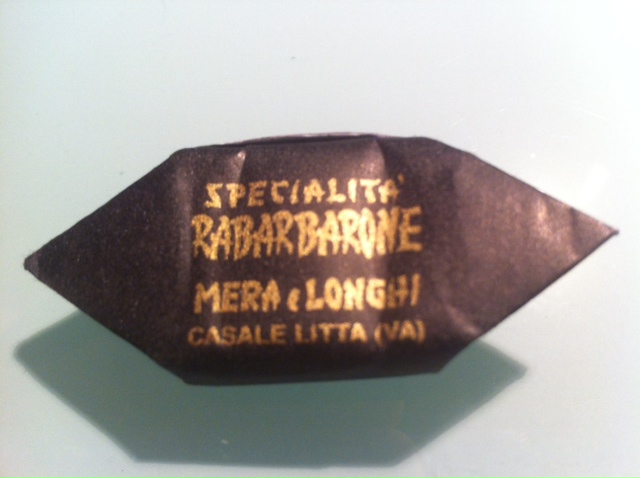 SPECIALITA'
RABARBARONE
MERA e LONGHI
CASALE LITTA (VA)